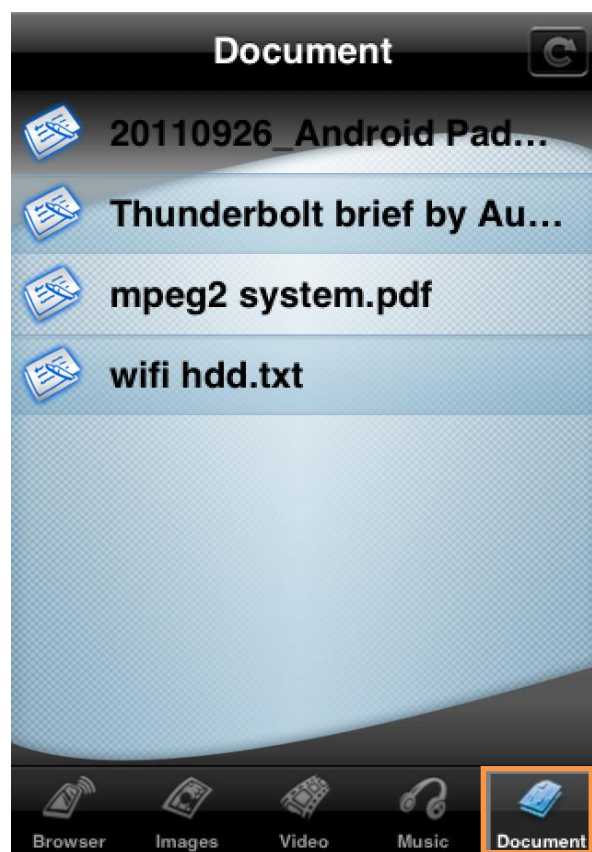 Document
20110926_Android Pad...
Thunderbolt brief by Au...
mpeg2 system.pdf
wifi hdd.txt
Browser Images Video Music Document